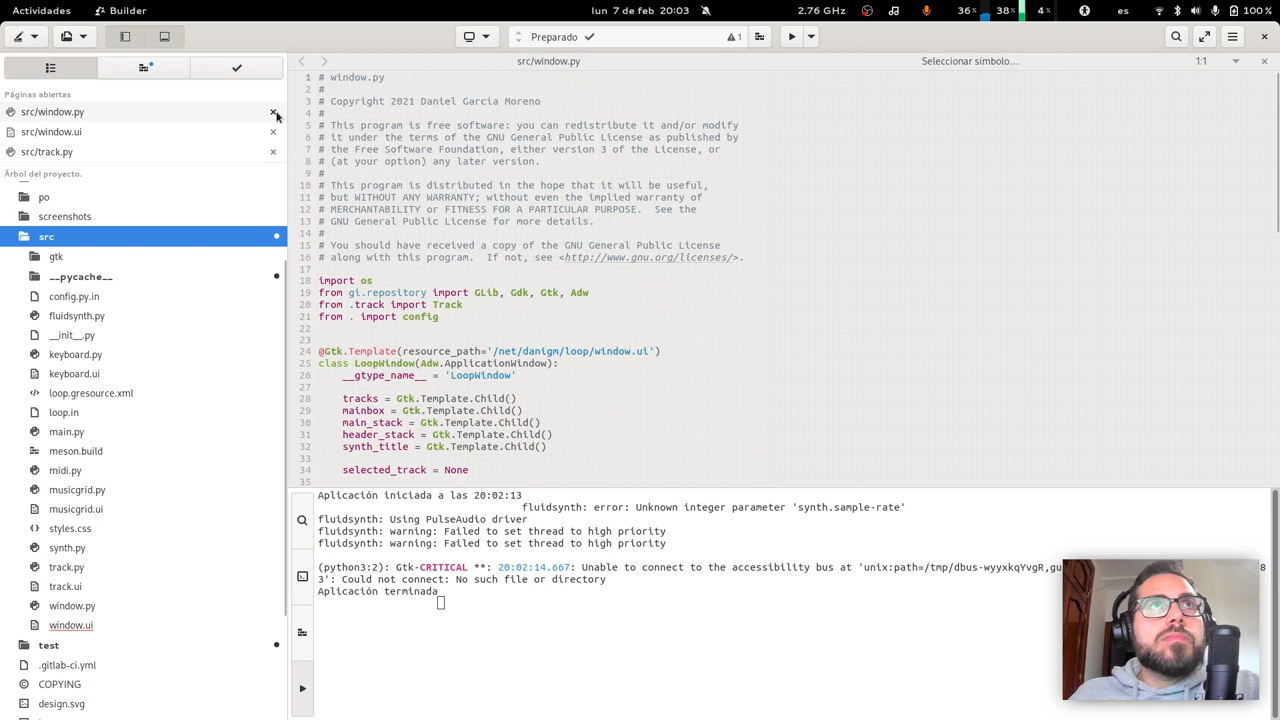 Actividades
Builder
lun 7 de feb 20:03
2.76 GHz
36%
38%
4%
es
100 %
Preparado
1
Páginas abiertas
src/window.py
src/window.ui
src/track.py
Árbol del proyecto.
po
screenshots
src
gtk
__pycache__
config.py.in
fluidsynth.py
__init__.py
keyboard.py
keyboard.ui
loop.gresource.xml
loop.in
main.py
meson.build
midi.py
musicgrid.py
musicgrid.ui
styles.css
synth.py
track.py
track.ui
window.py
window.ui
test
.gitlab-ci.yml
COPYING
design.svg
src/window.py
Seleccionar símbolo…
1:1
1 # window.py
2 #
3 # Copyright 2021 Daniel Garcia Moreno
4 #
5 # This program is free software: you can redistribute it and/or modify
6 # it under the terms of the GNU General Public License as published by
7 # the Free Software Foundation, either version 3 of the License, or
8 # (at your option) any later version.
9 #
10 # This program is distributed in the hope that it will be useful,
11 # but WITHOUT ANY WARRANTY; without even the implied warranty of
12 # MERCHANTABILITY or FITNESS FOR A PARTICULAR PURPOSE.  See the
13 # GNU General Public License for more details.
14 #
15 # You should have received a copy of the GNU General Public License
16 # along with this program.  If not, see <http://www.gnu.org/licenses/>.
17
18 import os
19 from gi.repository import GLib, Gdk, Gtk, Adw
20 from .track import Track
21 from . import config
22
23
24 @Gtk.Template(resource_path='/net/danigm/loop/window.ui')
25 class LoopWindow(Adw.ApplicationWindow):
26     __gtype_name__ = 'LoopWindow'
27
28     tracks = Gtk.Template.Child()
29     mainbox = Gtk.Template.Child()
30     main_stack = Gtk.Template.Child()
31     header_stack = Gtk.Template.Child()
32     synth_title = Gtk.Template.Child()
33
34     selected_track = None
35
Aplicación iniciada a las 20:02:13
fluidsynth: error: Unknown integer parameter 'synth.sample-rate'
fluidsynth: Using PulseAudio driver
fluidsynth: warning: Failed to set thread to high priority
fluidsynth: warning: Failed to set thread to high priority
(python3:2): Gtk-CRITICAL **: 20:02:14.667: Unable to connect to the accessibility bus at 'unix:path=/tmp/dbus-wyyxkqYvgR,gu 8
3': Could not connect: No such file or directory
Aplicación terminada